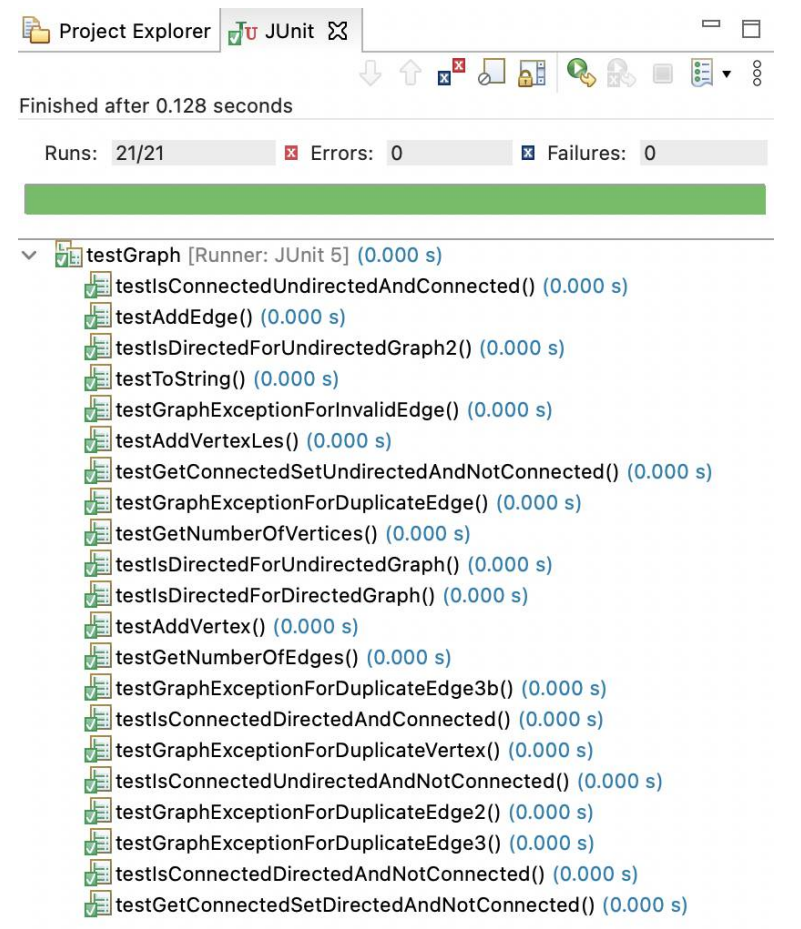 Project Explorer JUnit
Finished after 0.128 seconds
Runs: 21/21 Errors: 0 Failures: 0
testGraph [Runner: JUnit 5] (0.000 s)
testIsConnectedUndirectedAndConnected() (0.000 s)
testAddEdge() (0.000 s)
testIsDirectedForUndirectedGraph2() (0.000 s)
testToString() (0.000 s)
testGraphExceptionForInvalidEdge() (0.000 s)
testAddVertexLes() (0.000 s)
testGetConnectedSetUndirectedAndNotConnected() (0.000 s)
testGraphExceptionForDuplicateEdge() (0.000 s)
testGetNumberOfVertices() (0.000 s)
testIsDirectedForUndirectedGraph() (0.000 s)
testIsDirectedForDirectedGraph() (0.000 s)
testAddVertex() (0.000 s)
testGetNumberOfEdges() (0.000 s)
testGraphExceptionForDuplicateEdge3b() (0.000 s)
testIsConnectedDirectedAndConnected() (0.000 s)
testGraphExceptionForDuplicateVertex() (0.000 s)
testIsConnectedUndirectedAndNotConnected() (0.000 s)
testGraphExceptionForDuplicateEdge2() (0.000 s)
testGraphExceptionForDuplicateEdge3() (0.000 s)
testIsConnectedDirectedAndNotConnected() (0.000 s)
testGetConnectedSetDirectedAndNotConnected() (0.000 s)